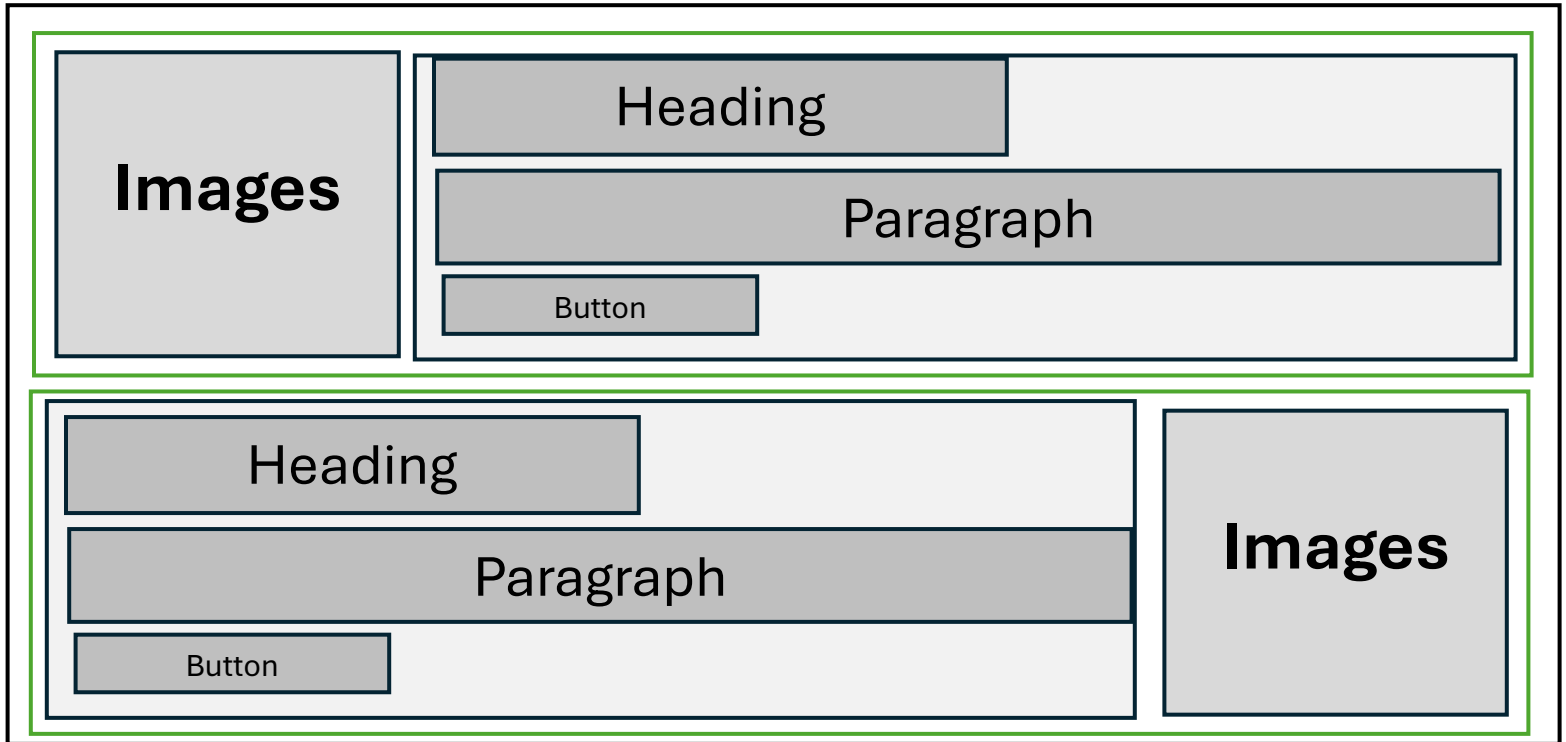 Images
Heading
Paragraph
Button
Heading
Paragraph
Button
Images